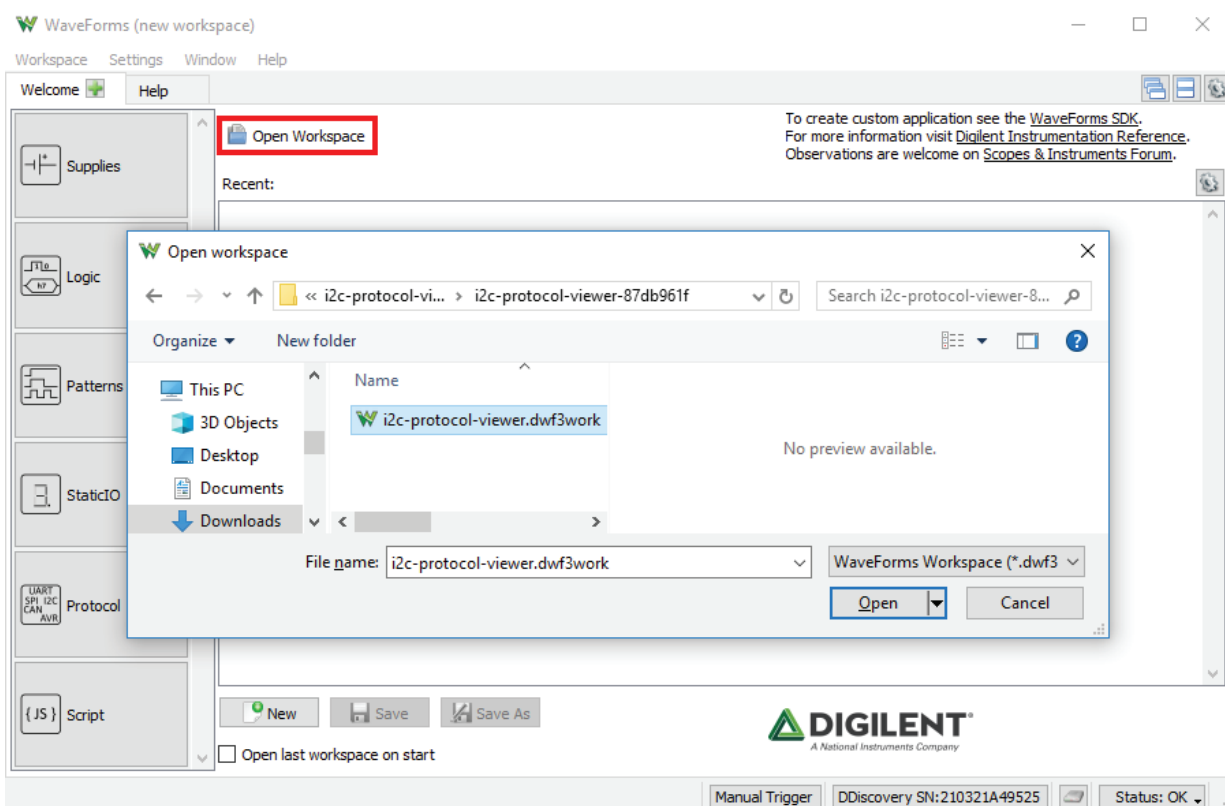 WaveForms (new workspace)
Workspace Settings Window Help
Welcome Help
Open Workspace
To create custom application see the WaveForms SDK.
For more information visit Digilent Instrumentation Reference.
Observations are welcome on Scopes & Instruments Forum.
Recent:
Supplies
Logic
Patterns
StaticIO
UART
SPI I2C
CAN
AVR
Protocol
{JS} Script
Open workspace
« i2c-protocol-vi... › i2c-protocol-viewer-87db961f
Search i2c-protocol-viewer-8...
Organize New folder
This PC
3D Objects
Desktop
Documents
Downloads
Name
i2c-protocol-viewer.dwf3work
No preview available.
File name: i2c-protocol-viewer.dwf3work
WaveForms Workspace (*.dwf3
Open Cancel
New Save Save As
Open last workspace on start
DIGILENT
A National Instruments Company
Manual Trigger DDiscovery SN:210321A49525 Status: OK